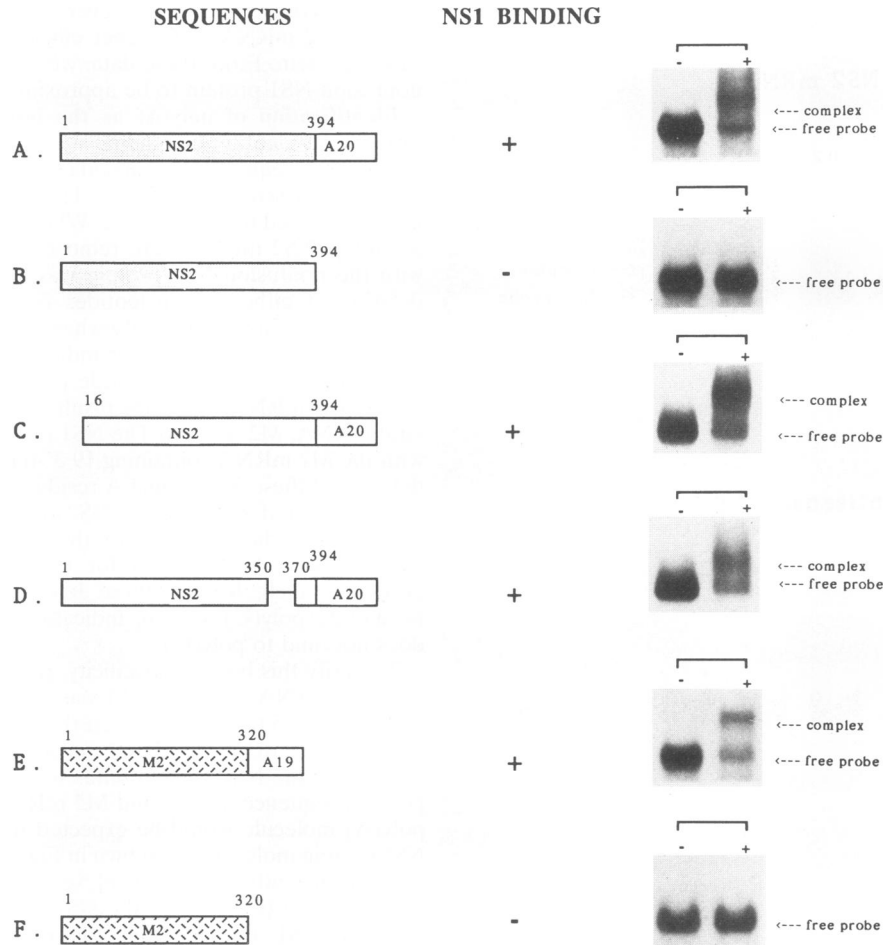 SEQUENCES NS1 BINDING
- +
<--- complex
<--- free probe
1 394
A. NS2 A20 +
- +
1 394
B. NS2 -
<--- free probe
- +
16 394
<--- complex
C. NS2 A20 +
<--- free probe
- +
1 350 370 394
<--- complex
<--- free probe
D. NS2 A20 +
- +
1 320
<--- complex
E. M2 A19 +
<--- free probe
- +
1 320
F. M2 -
<--- free probe